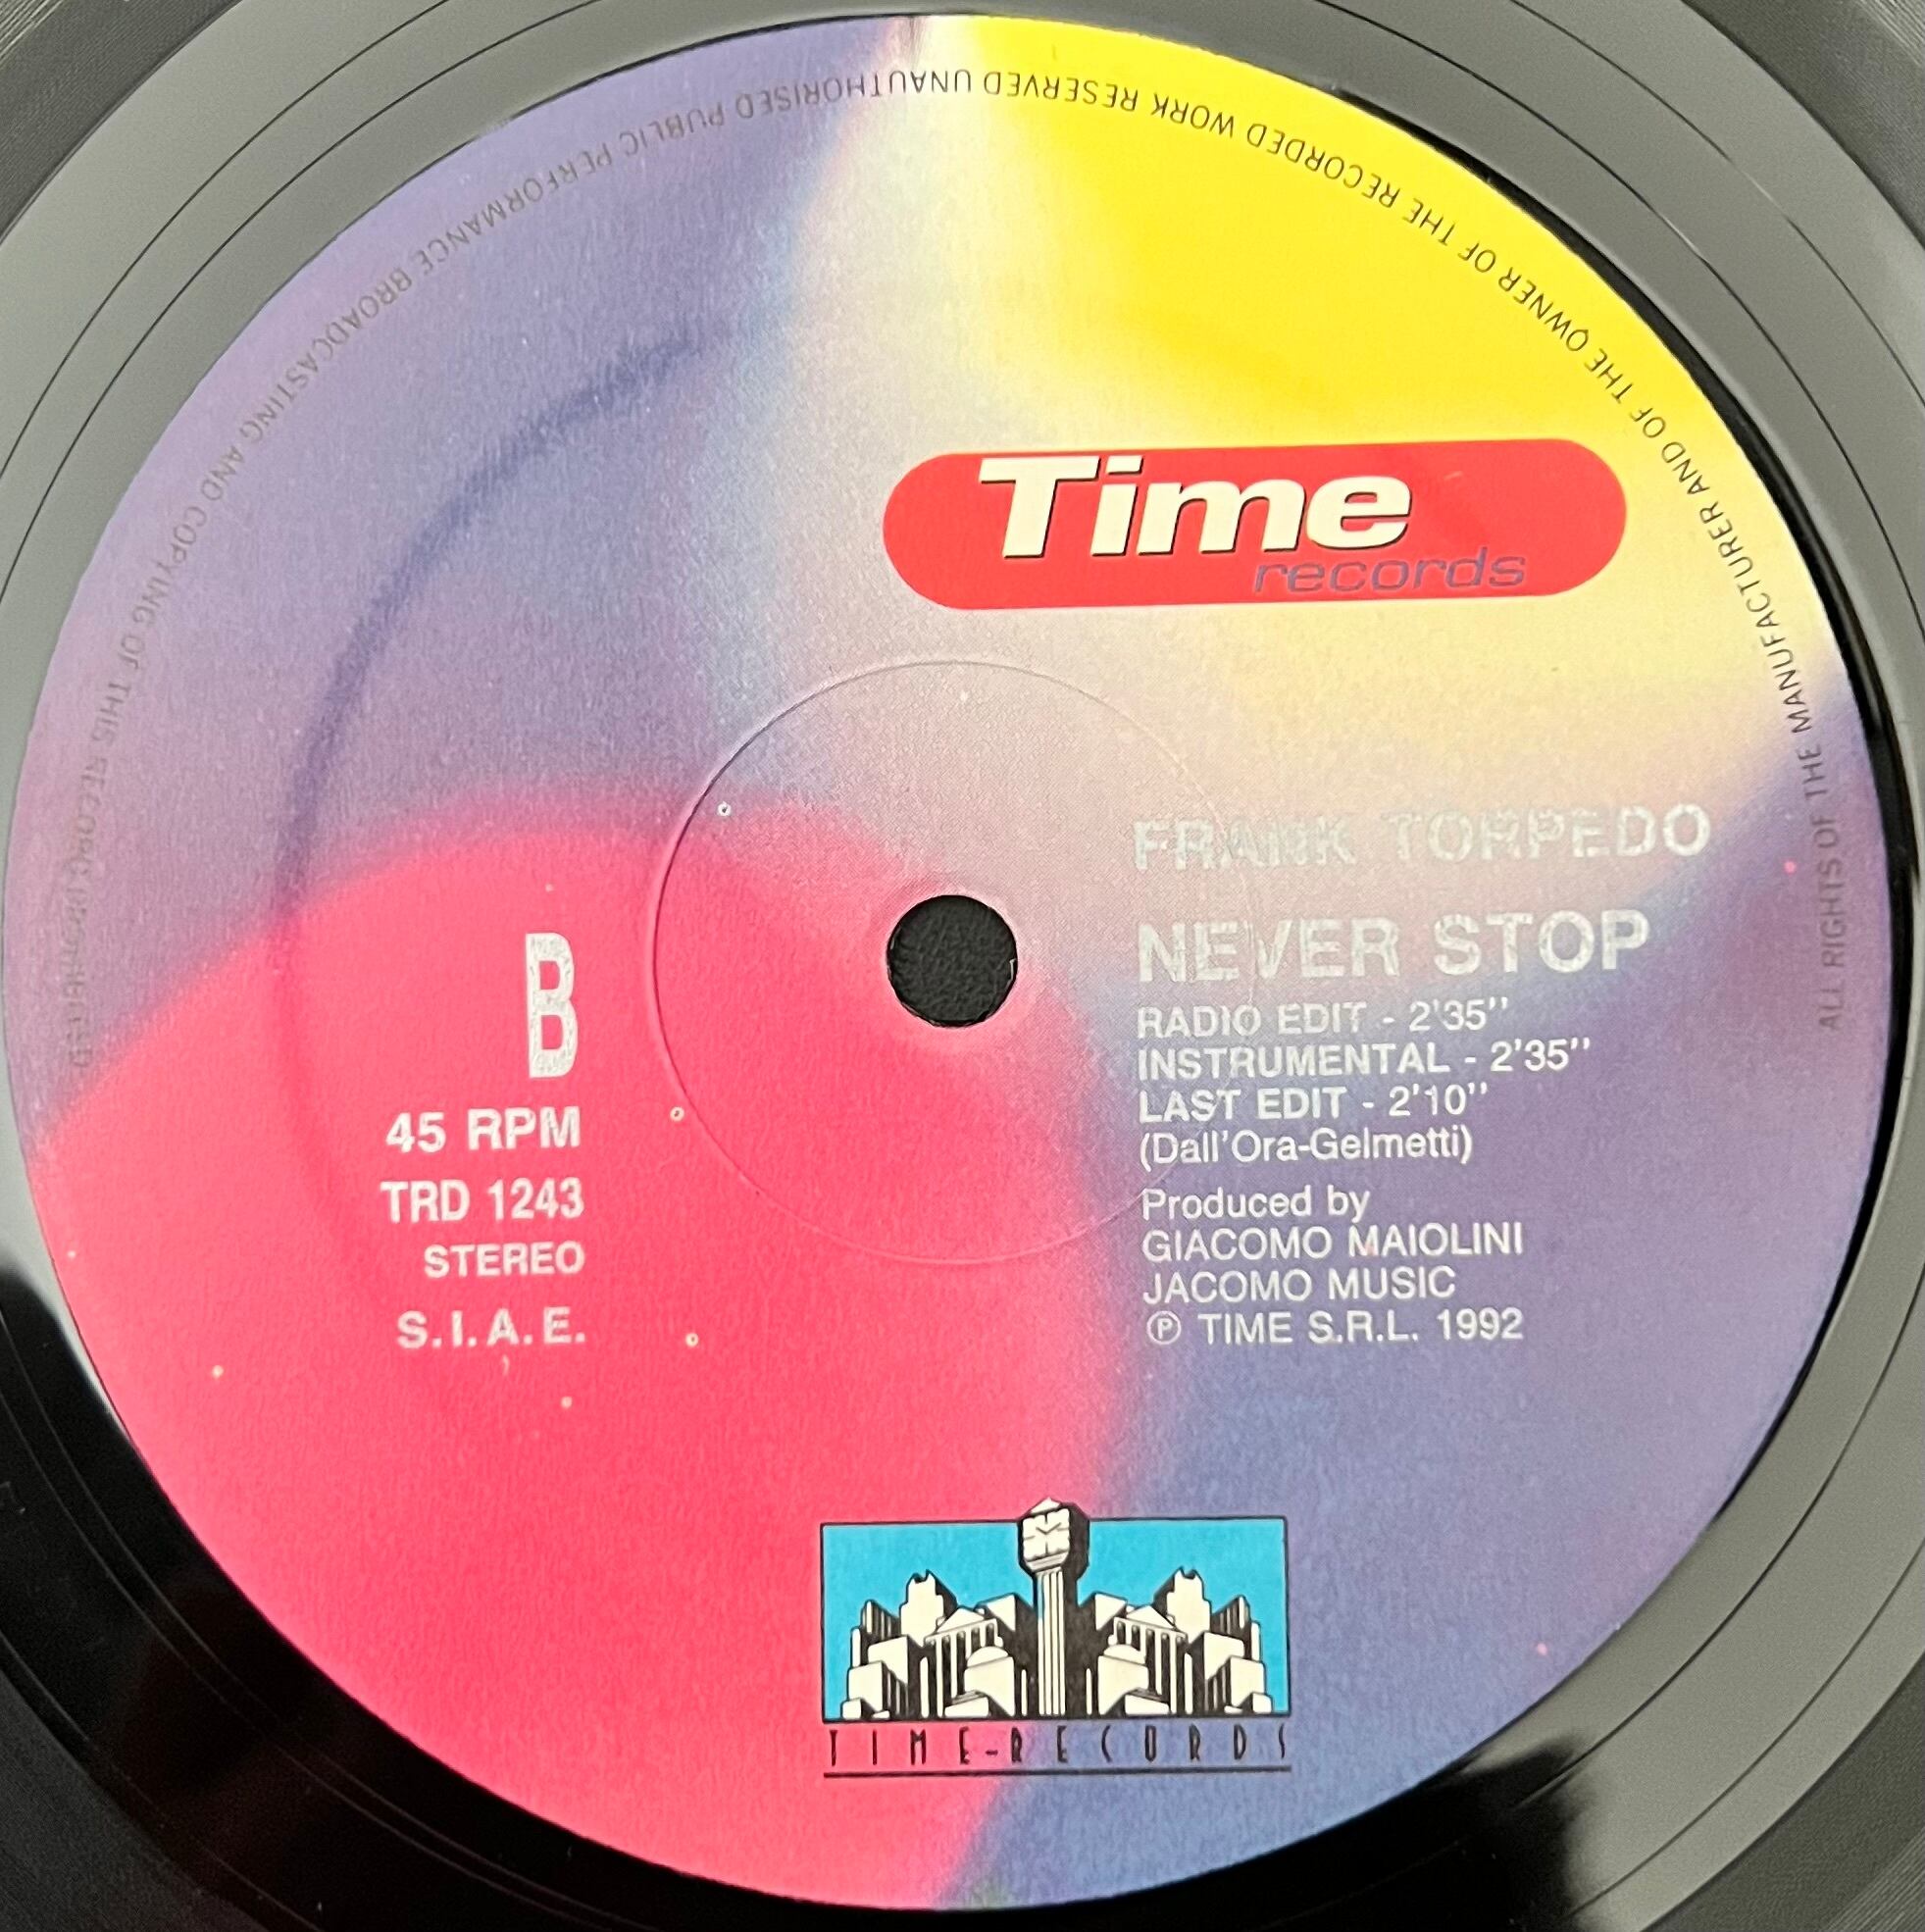 Time
records
FRANK TORPEDO
NEVER STOP
RADIO EDIT - 2'35''
INSTRUMENTAL - 2'35''
LAST EDIT - 2'10''
(Dall'Ora-Gelmetti)
Produced by
GIACOMO MAIOLINI
JACOMO MUSIC
℗ TIME S.R.L. 1992
B
45 RPM
TRD 1243
STEREO
S.I.A.E.
TIME-RECORDS
ALL RIGHTS OF THE MANUFACTURER AND OF THE OWNER OF THE RECORDED WORK RESERVED UNAUTHORISED PUBLIC PERFORMANCE BROADCASTING AND COPYING OF THIS RECORD PROHIBITED